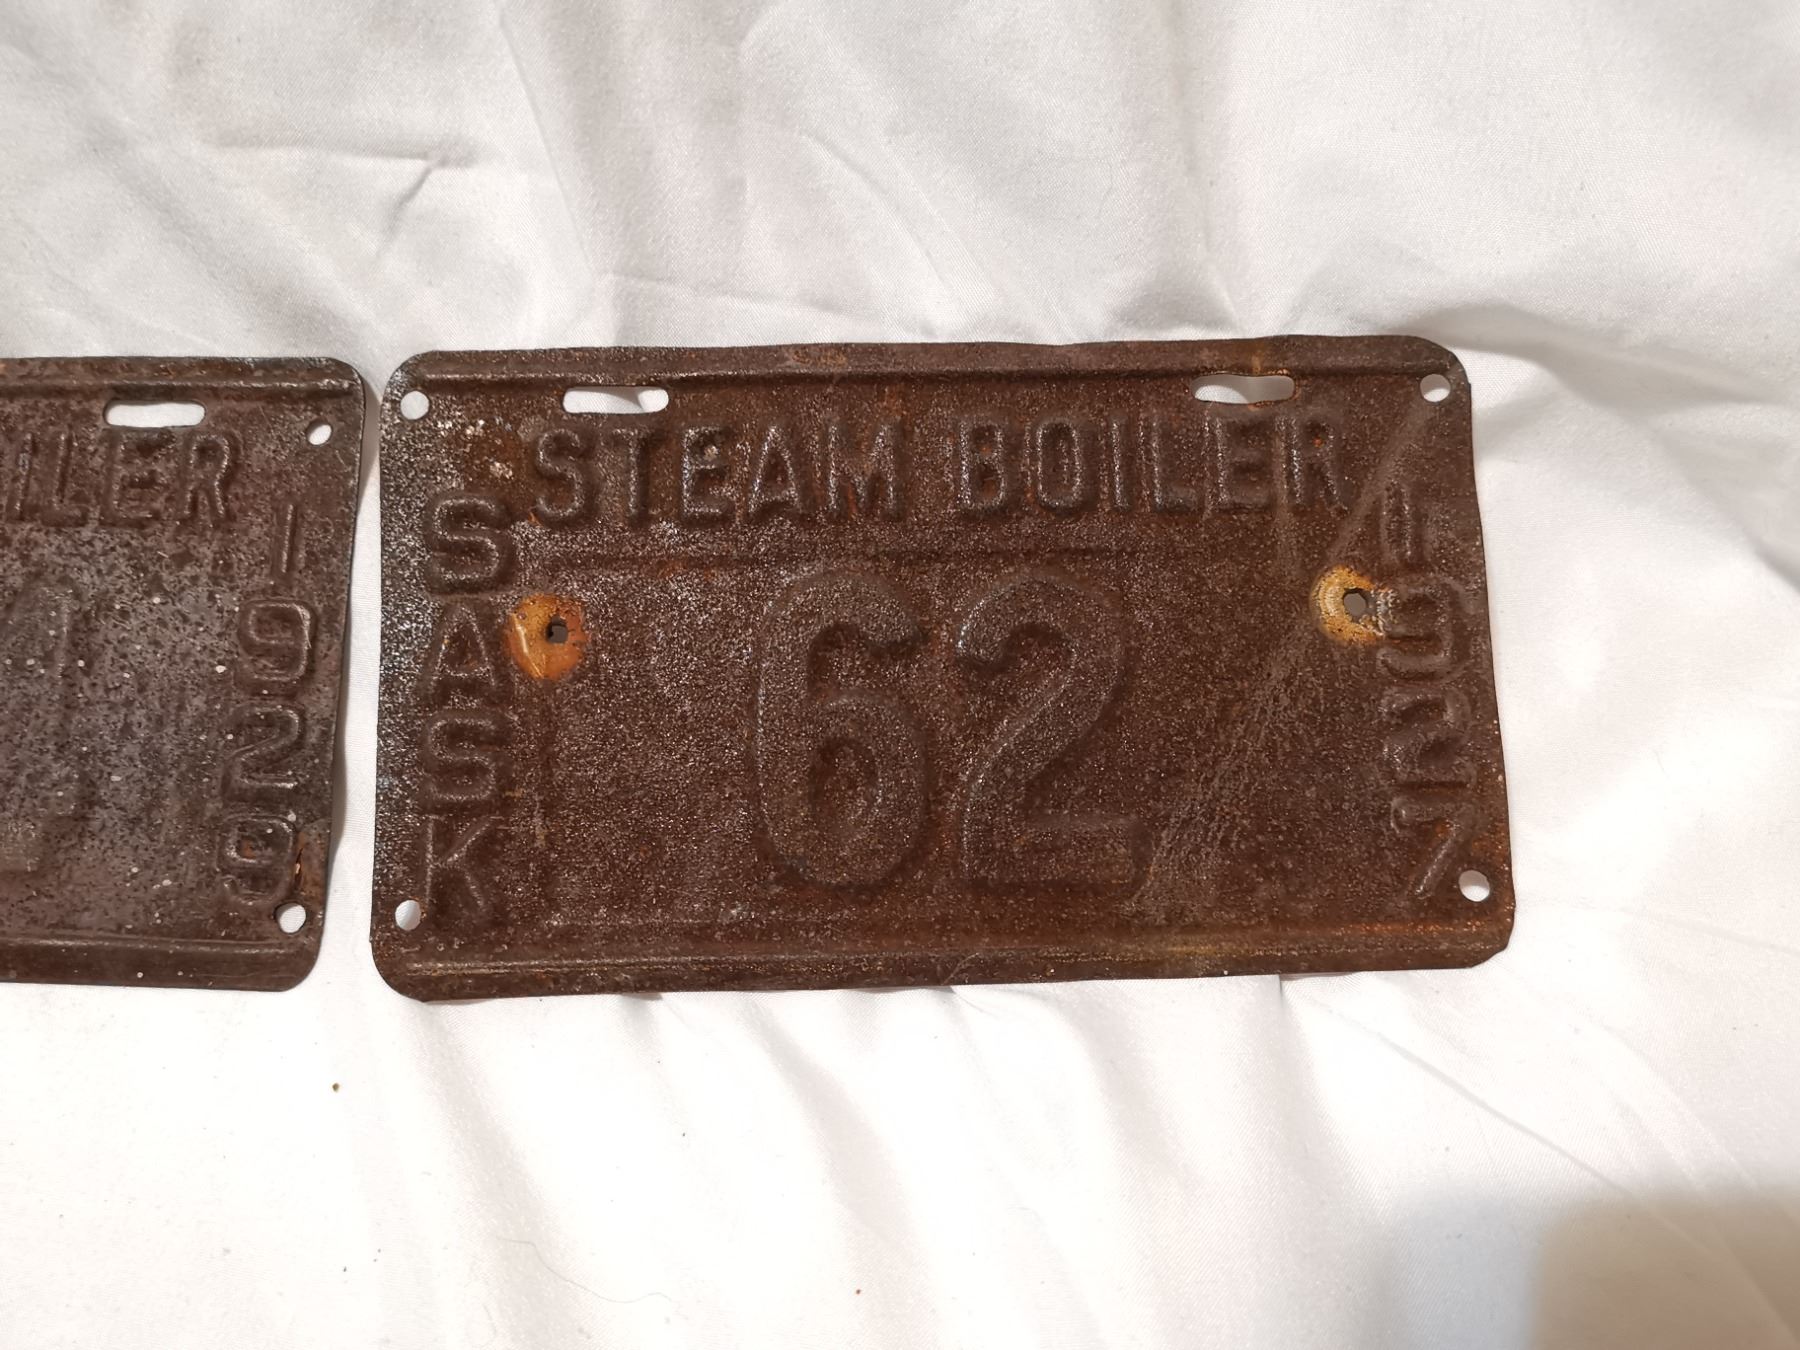 ILER
1929
STEAM BOILER
SASK
62
1927